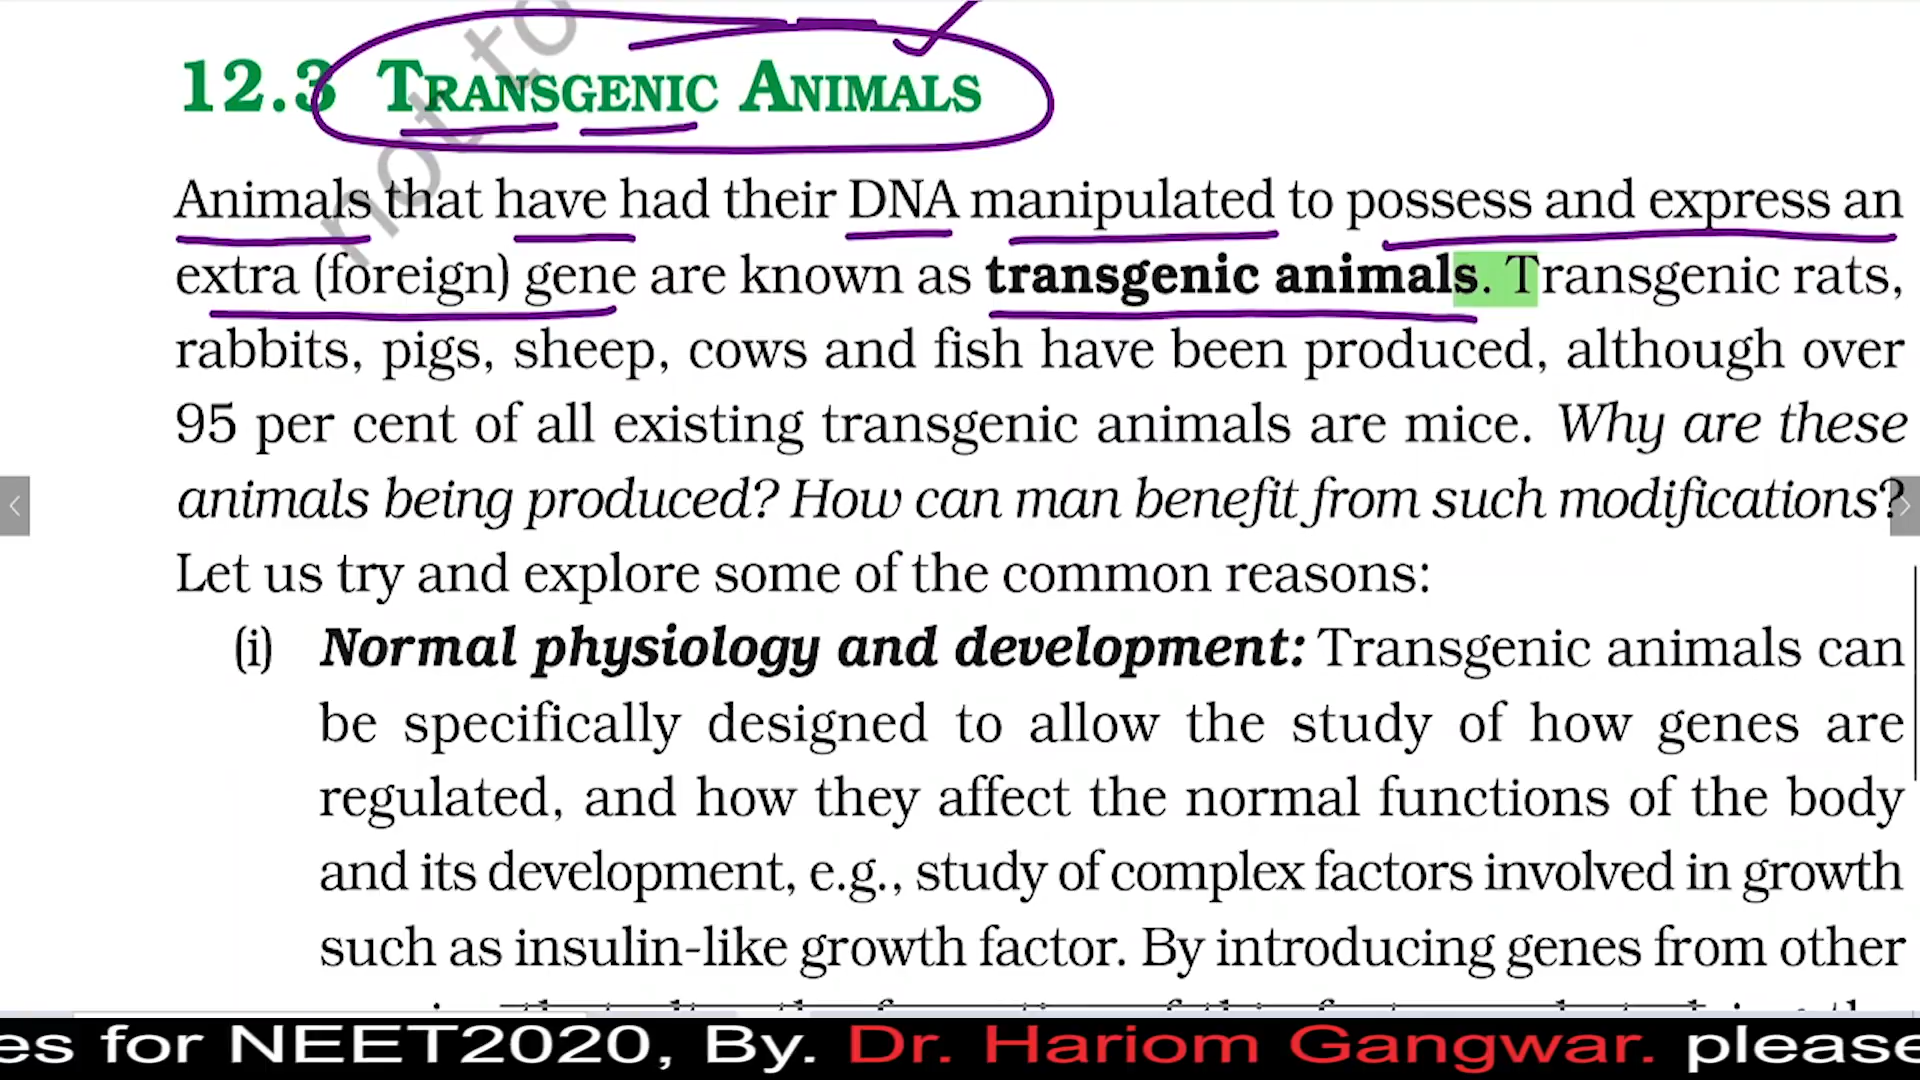 12.3 TRANSGENIC ANIMALS
not to
Animals that have had their DNA manipulated to possess and express an
extra (foreign) gene are known as transgenic animals. Transgenic rats,
rabbits, pigs, sheep, cows and fish have been produced, although over
95 per cent of all existing transgenic animals are mice. Why are these
animals being produced? How can man benefit from such modifications?
Let us try and explore some of the common reasons:
(i) Normal physiology and development: Transgenic animals can
be specifically designed to allow the study of how genes are
regulated, and how they affect the normal functions of the body
and its development, e.g., study of complex factors involved in growth
such as insulin-like growth factor. By introducing genes from other
es for NEET2020, By. Dr. Hariom Gangwar. please